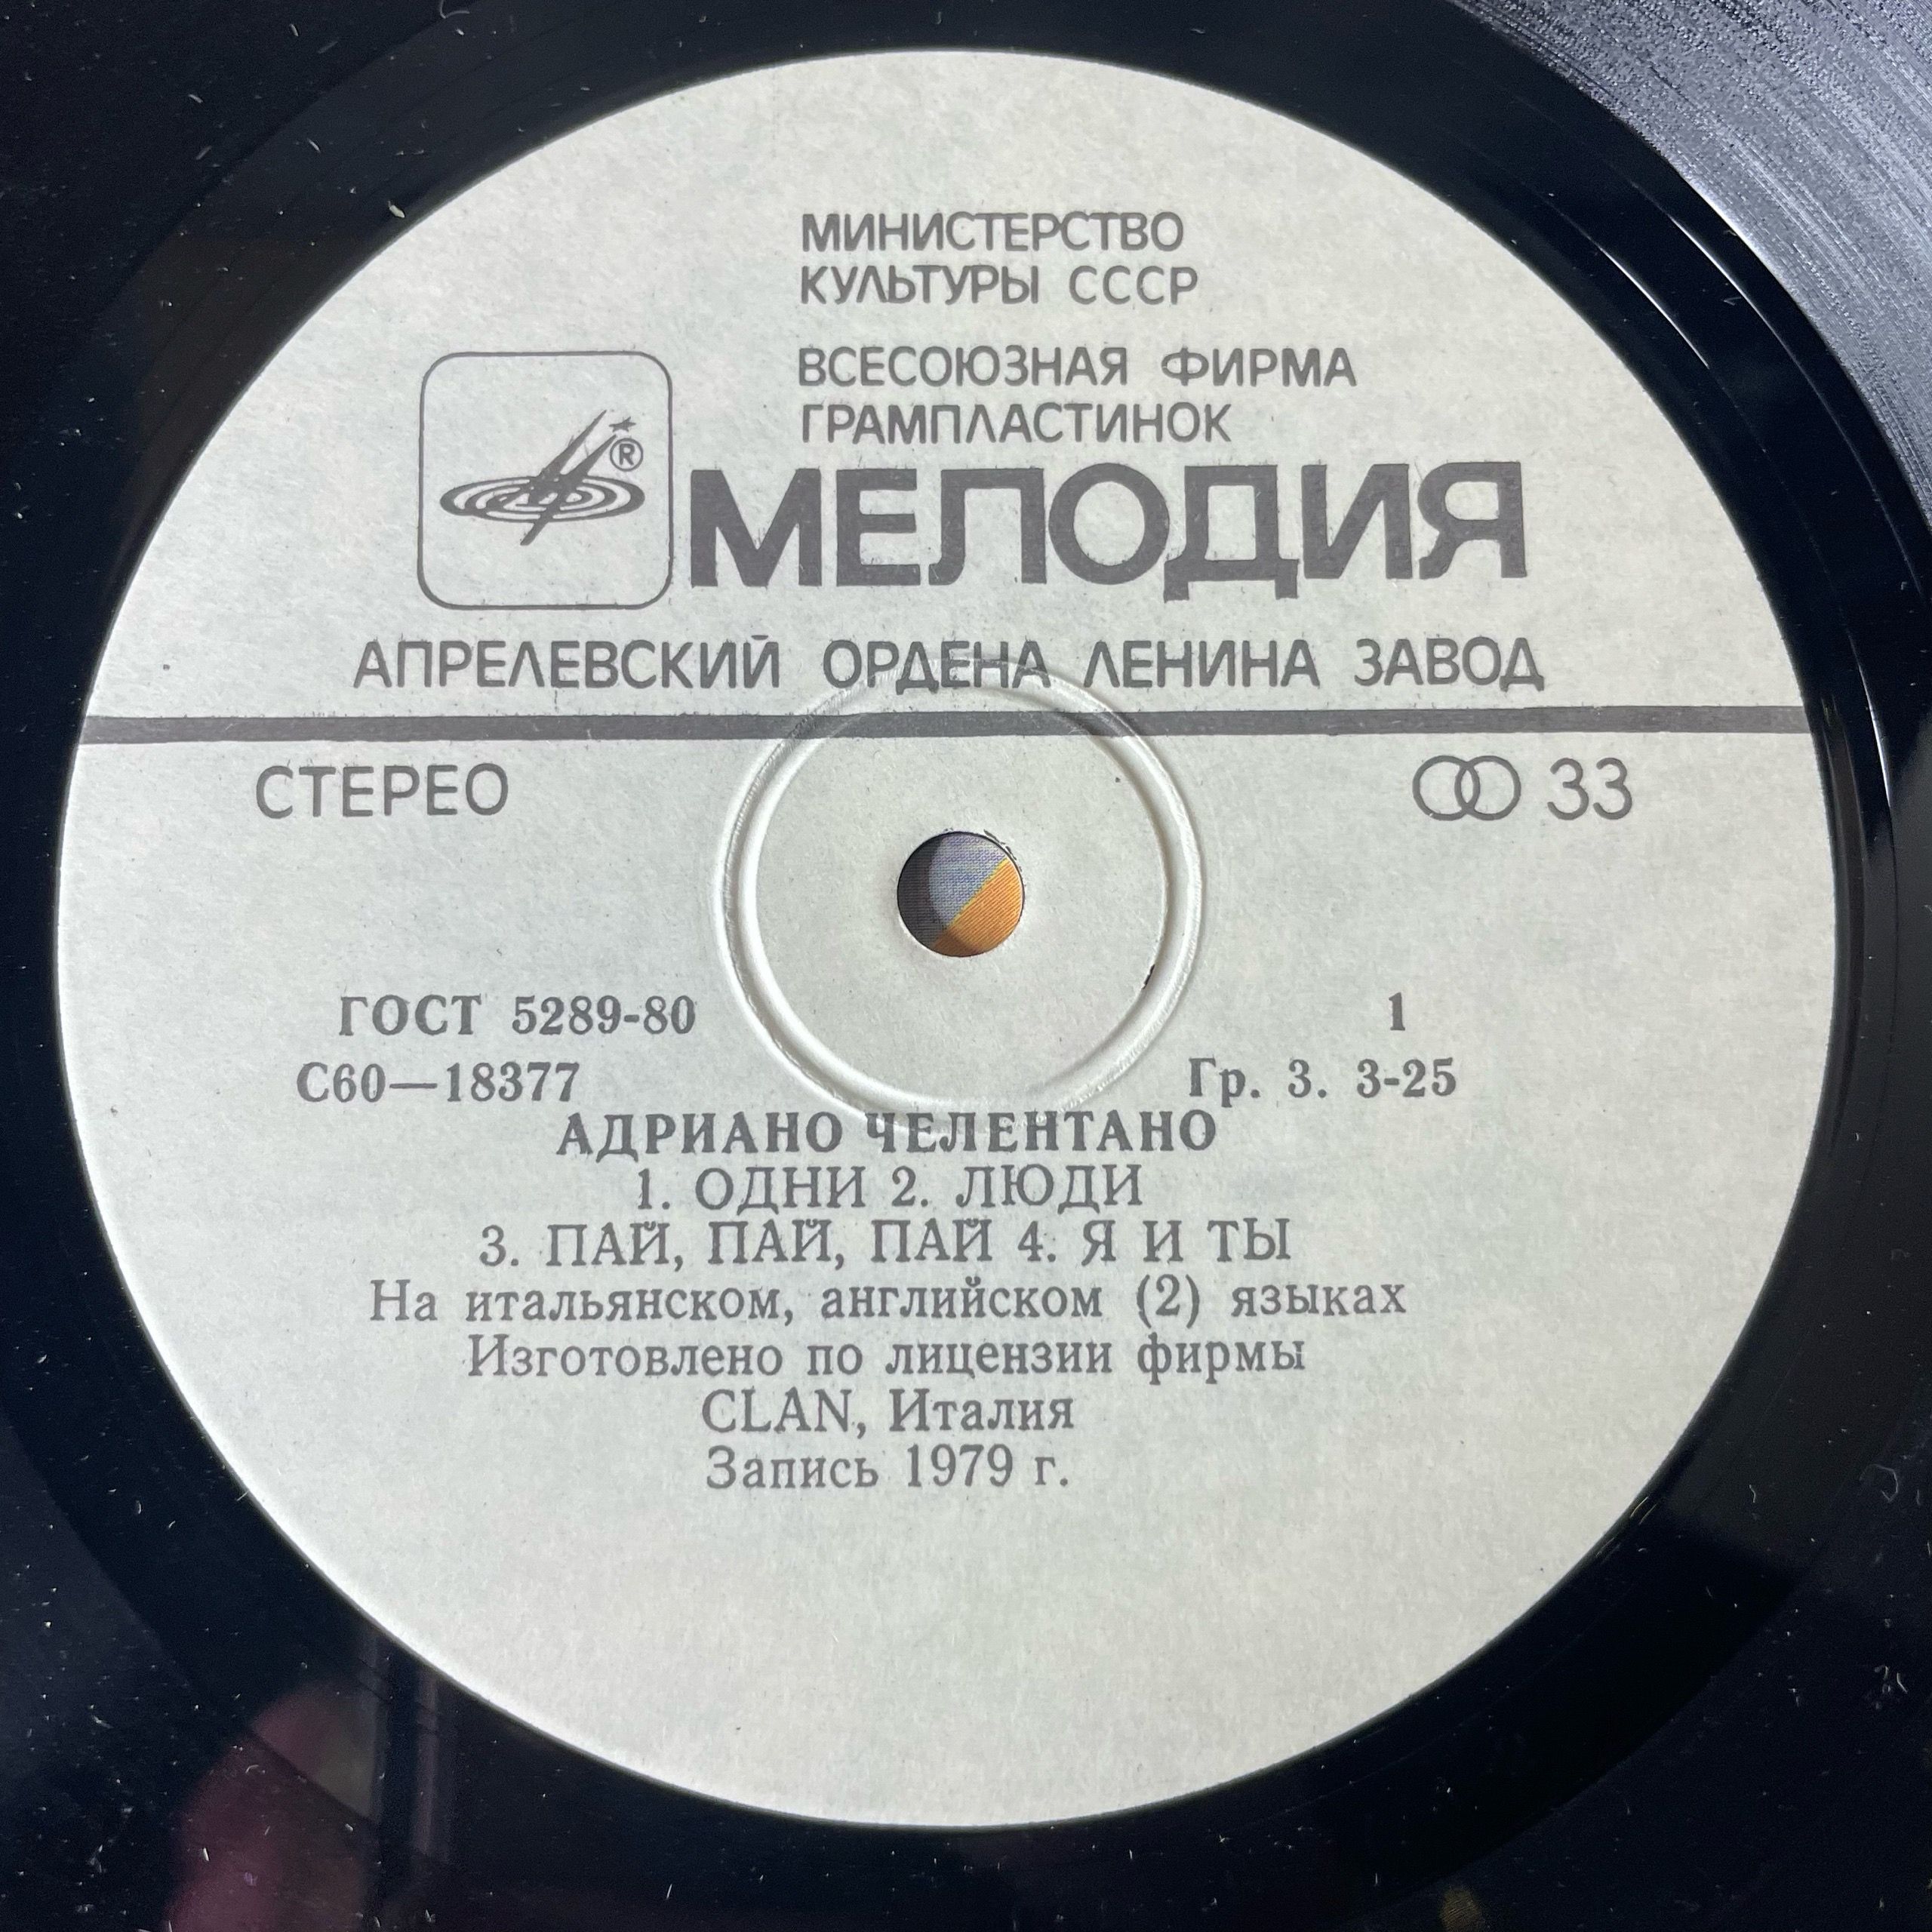 МИНИСТЕРСТВО
КУЛЬТУРЫ СССР
ВСЕСОЮЗНАЯ ФИРМА
ГРАМПЛАСТИНОК
®
МЕЛОДИЯ
АПРЕЛЕВСКИЙ ОРДЕНА ЛЕНИНА ЗАВОД
СТЕРЕО 33
ГОСТ 5289-80 1
С60—18377 Гр. 3. 3-25
АДРИАНО ЧЕЛЕНТАНО
1. ОДНИ 2. ЛЮДИ
3. ПАЙ, ПАЙ, ПАЙ 4. Я И ТЫ
На итальянском, английском (2) языках
Изготовлено по лицензии фирмы
CLAN, Италия
Запись 1979 г.